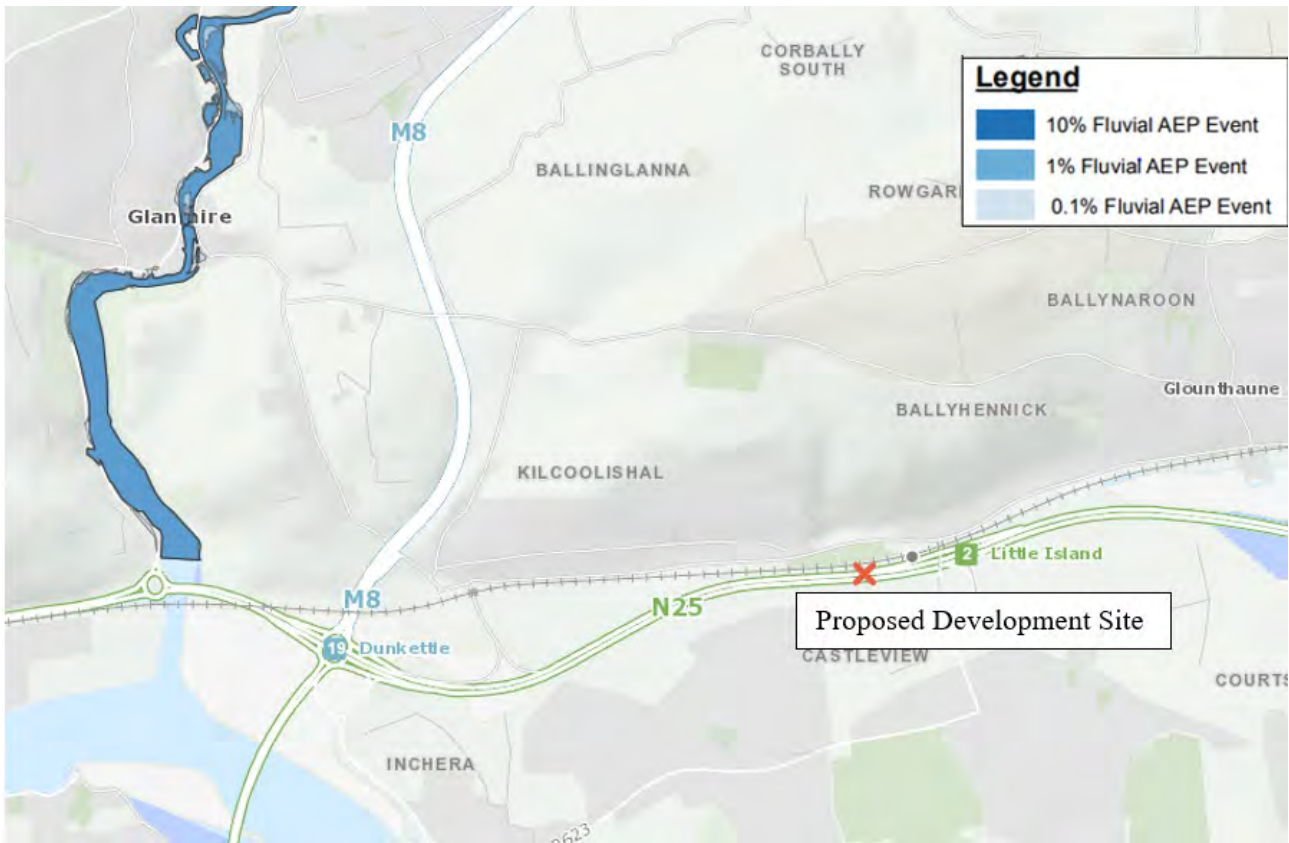 CORBALLY
SOUTH
Legend
10% Fluvial AEP Event
1% Fluvial AEP Event
0.1% Fluvial AEP Event
M8
BALLINGLANNA
ROWGAR
Glanmire
BALLYNAROON
Glounthaune
BALLYHENNICK
KILCOOLISHAL
2 Little Island
M8
N25
Proposed Development Site
19 Dunkettle
CASTLEVIEW
COURTS
INCHERA